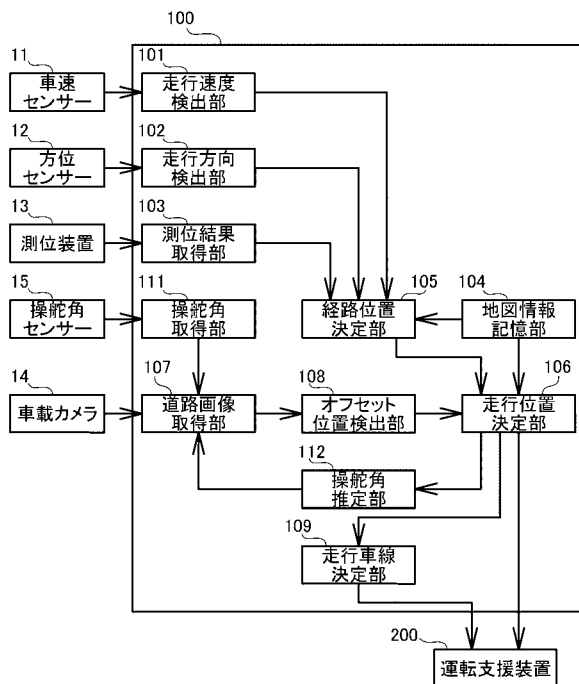 100
11
車速
センサー
101
走行速度
検出部
12
方位
センサー
102
走行方向
検出部
13
測位装置
103
測位結果
取得部
15
操舵角
センサー
111
操舵角
取得部
105
経路位置
決定部
104
地図情報
記憶部
14
車載カメラ
107
道路画像
取得部
108
オフセット
位置検出部
106
走行位置
決定部
112
操舵角
推定部
109
走行車線
決定部
200
運転支援装置